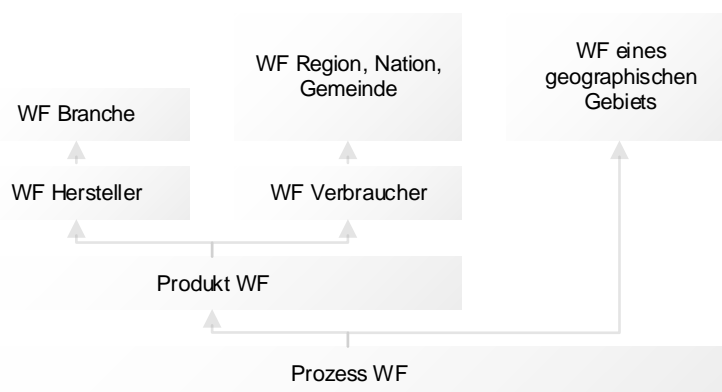 WF Region, Nation,
Gemeinde
WF eines
geographischen
Gebiets
WF Branche
WF Hersteller
WF Verbraucher
Produkt WF
Prozess WF